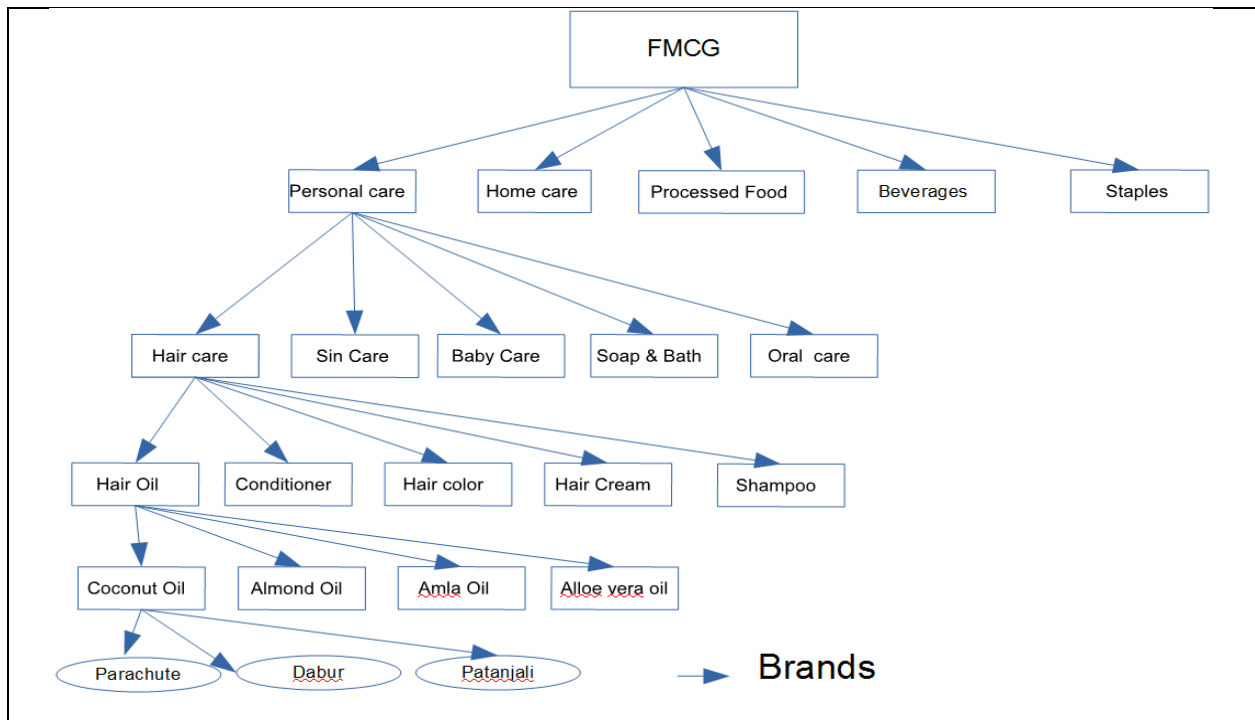 FMCG
Personal care
Home care
Processed Food
Beverages
Staples
Hair care
Sin Care
Baby Care
Soap & Bath
Oral care
Hair Oil
Conditioner
Hair color
Hair Cream
Shampoo
Coconut Oil
Almond Oil
Amla Oil
Alloe vera oil
Parachute
Dabur
Patanjali
Brands